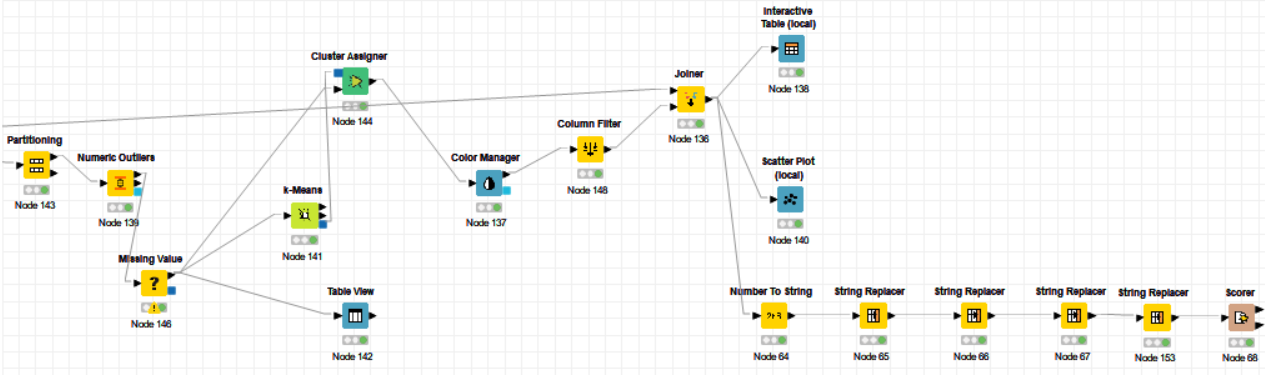 Interactive
Table (local)
Node 138
Cluster Assigner
Node 144
Joiner
Node 136
Partitioning
Node 143
Numeric Outliers
Node 139
Column Filter
Node 148
Color Manager
Node 137
Scatter Plot
(local)
Node 140
k-Means
Node 141
Missing Value
?
Node 146
Table View
Node 142
Number To String
Node 64
String Replacer
Node 65
String Replacer
Node 66
String Replacer
Node 67
String Replacer
Node 153
Scorer
Node 68